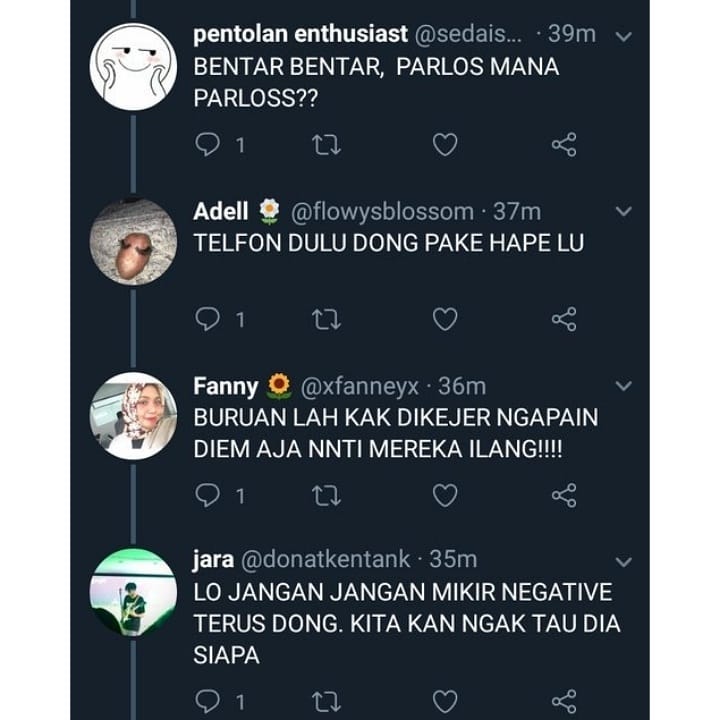 pentolan enthusiast @sedais... · 39m
BENTAR BENTAR, PARLOS MANA
PARLOSS??
1
Adell 🌼 @flowysblossom · 37m
TELFON DULU DONG PAKE HAPE LU
1
Fanny 🌻 @xfanneyx · 36m
BURUAN LAH KAK DIKEJER NGAPAIN
DIEM AJA NNTI MEREKA ILANG!!!!
1
jara @donatkentank · 35m
LO JANGAN JANGAN MIKIR NEGATIVE
TERUS DONG. KITA KAN NGAK TAU DIA
SIAPA
1